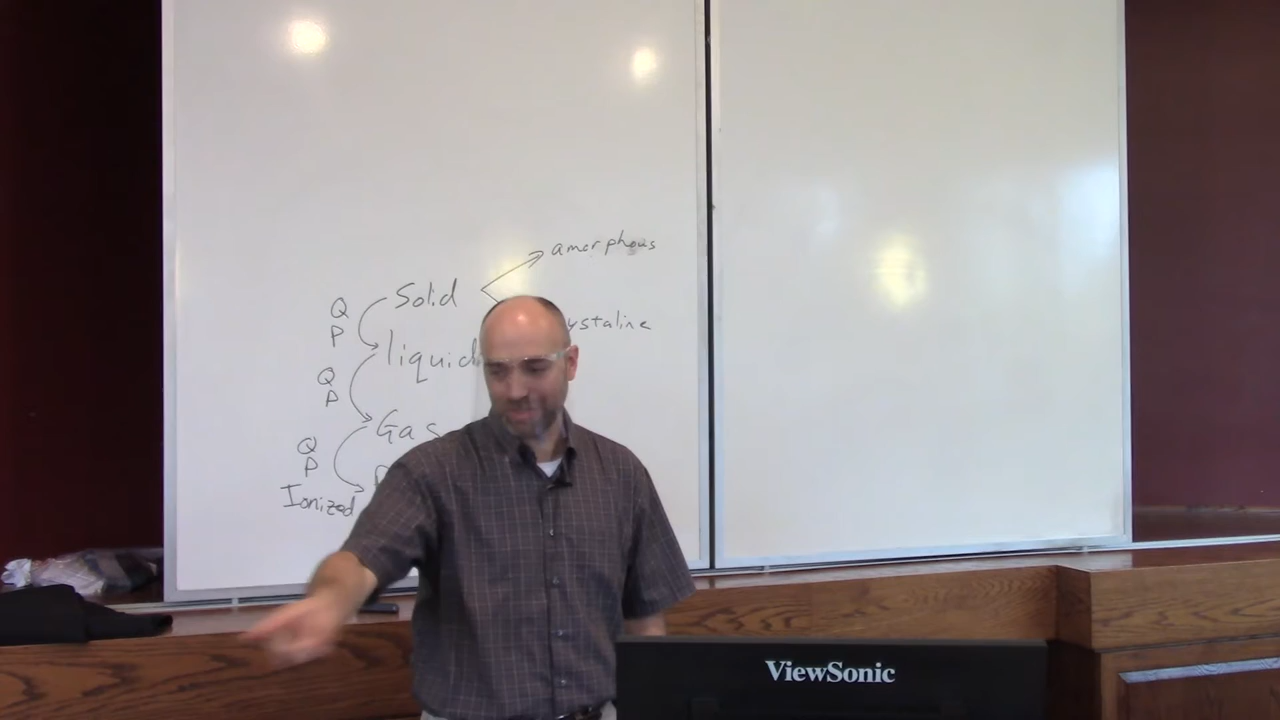 amorphous
Q Solid
P ystaline
liquid
Q
P
Gas
Q
P
Ionized
ViewSonic